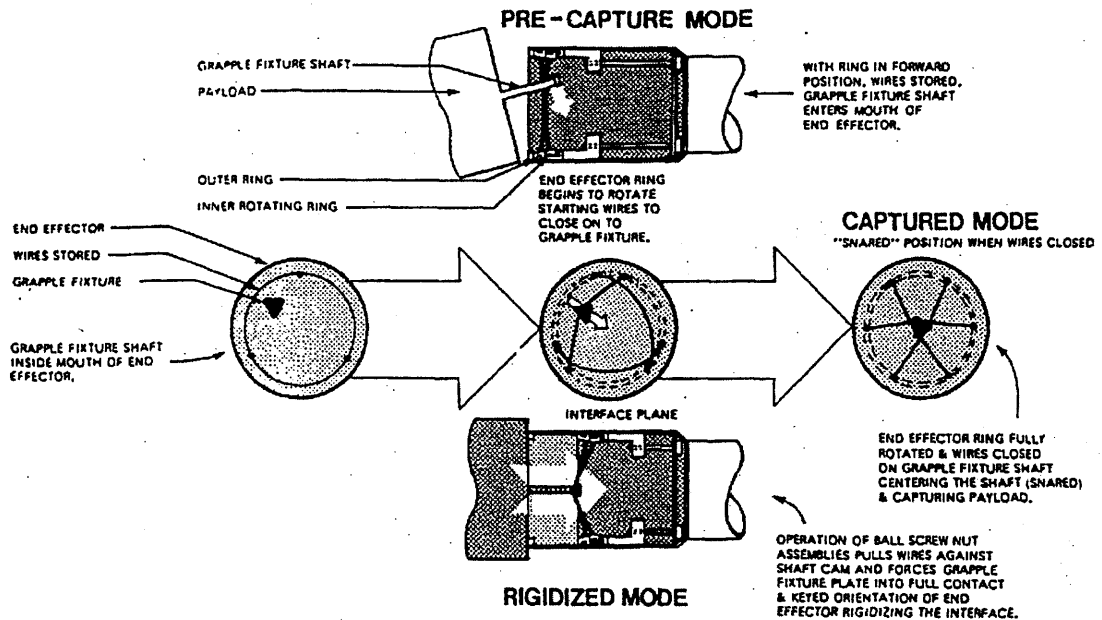 PRE-CAPTURE MODE
GRAPPLE FIXTURE SHAFT
PAYLOAD
WITH RING IN FORWARD
POSITION, WIRES STORED,
GRAPPLE FIXTURE SHAFT
ENTERS MOUTH OF
END EFFECTOR.
OUTER RING
INNER ROTATING RING
END EFFECTOR RING
BEGINS TO ROTATE
STARTING WIRES TO
CLOSE ON TO
GRAPPLE FIXTURE.
END EFFECTOR
WIRES STORED
GRAPPLE FIXTURE
GRAPPLE FIXTURE SHAFT
INSIDE MOUTH OF END
EFFECTOR.
CAPTURED MODE
"SNARED" POSITION WHEN WIRES CLOSED
INTERFACE PLANE
END EFFECTOR RING FULLY
ROTATED & WIRES CLOSED
ON GRAPPLE FIXTURE SHAFT
CENTERING THE SHAFT (SNARED)
& CAPTURING PAYLOAD.
OPERATION OF BALL SCREW NUT
ASSEMBLIES PULLS WIRES AGAINST
SHAFT CAM AND FORCES GRAPPLE
FIXTURE PLATE INTO FULL CONTACT
& KEYED ORIENTATION OF END
EFFECTOR RIGIDIZING THE INTERFACE.
RIGIDIZED MODE